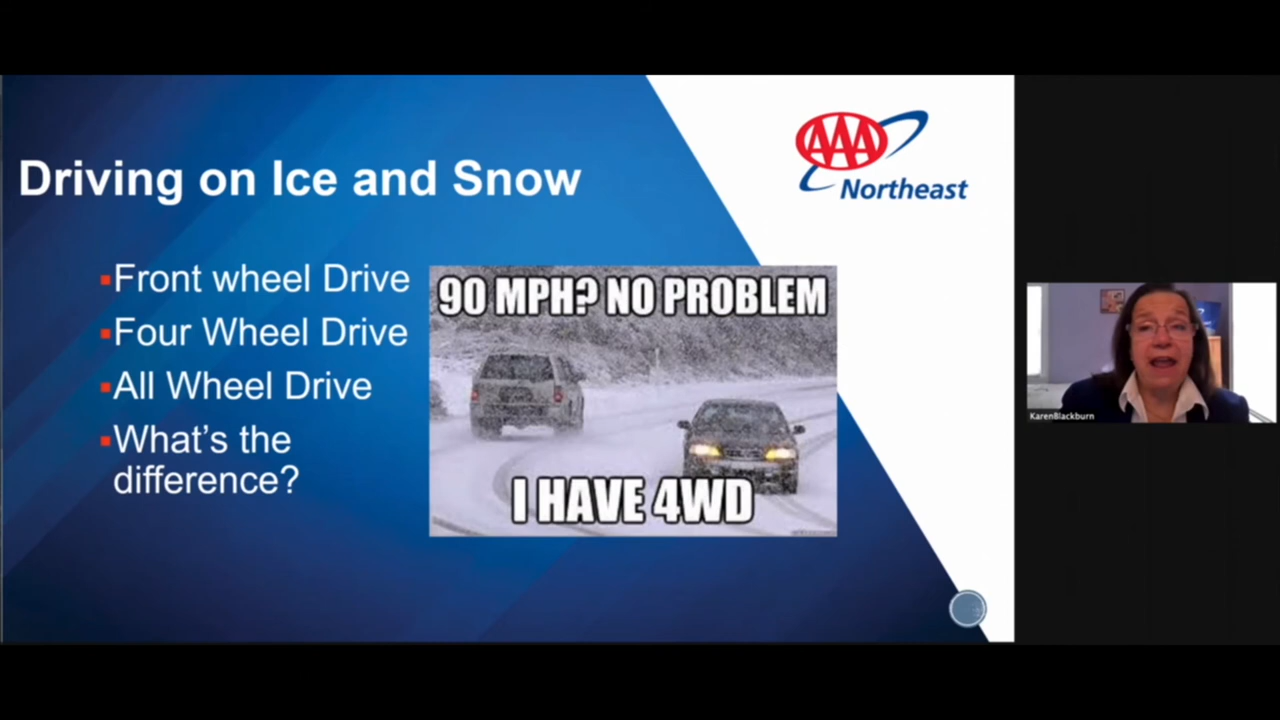 AAA
Northeast
Driving on Ice and Snow
▪Front wheel Drive
▪Four Wheel Drive
▪All Wheel Drive
▪What's the
difference?
90 MPH? NO PROBLEM
I HAVE 4WD
KarenBlackburn